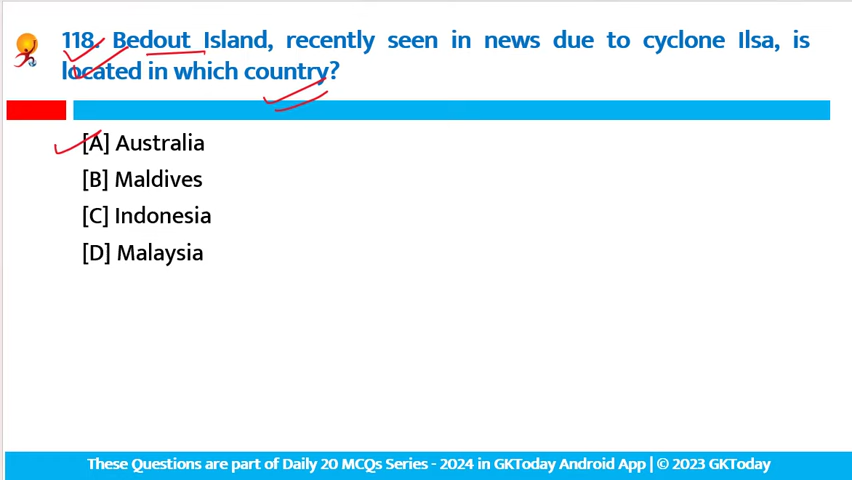 118. Bedout Island, recently seen in news due to cyclone Ilsa, is
located in which country?
[A] Australia
[B] Maldives
[C] Indonesia
[D] Malaysia
These Questions are part of Daily 20 MCQs Series - 2024 in GKToday Android App | © 2023 GKToday